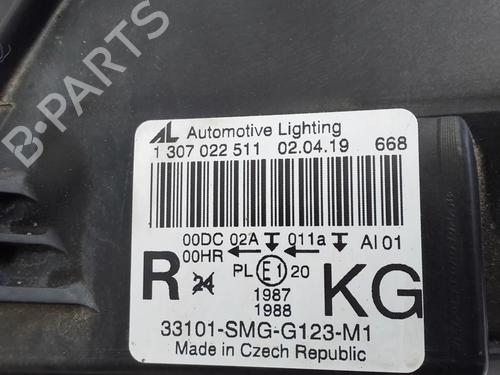 AL Automotive Lighting
1 307 022 511 02.04.19 668
00DC 02A 011a AI 01
00HR
R 24 PL E1 20 KG
1987
1988
33101-SMG-G123-M1
Made in Czech Republic
B-PARTS